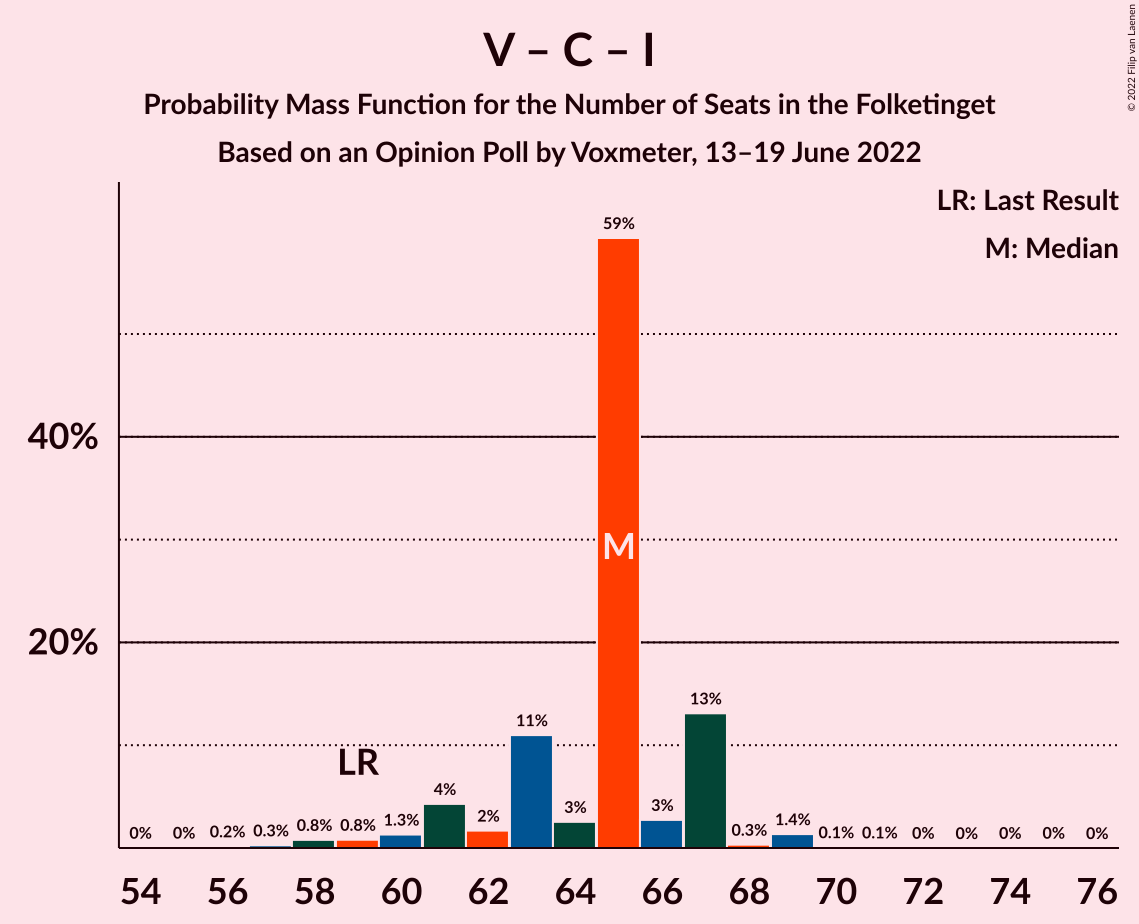 V – C – I
Probability Mass Function for the Number of Seats in the Folketinget
Based on an Opinion Poll by Voxmeter, 13–19 June 2022
© 2022 Filip van Laenen
LR: Last Result
M: Median
59%
40%
M
20%
13%
11%
LR
4%
3%
3%
2%
0% 0% 0.2% 0.3% 0.8% 0.8% 1.3% 0.3% 1.4% 0.1% 0.1% 0% 0% 0% 0% 0%
54 56 58 60 62 64 66 68 70 72 74 76